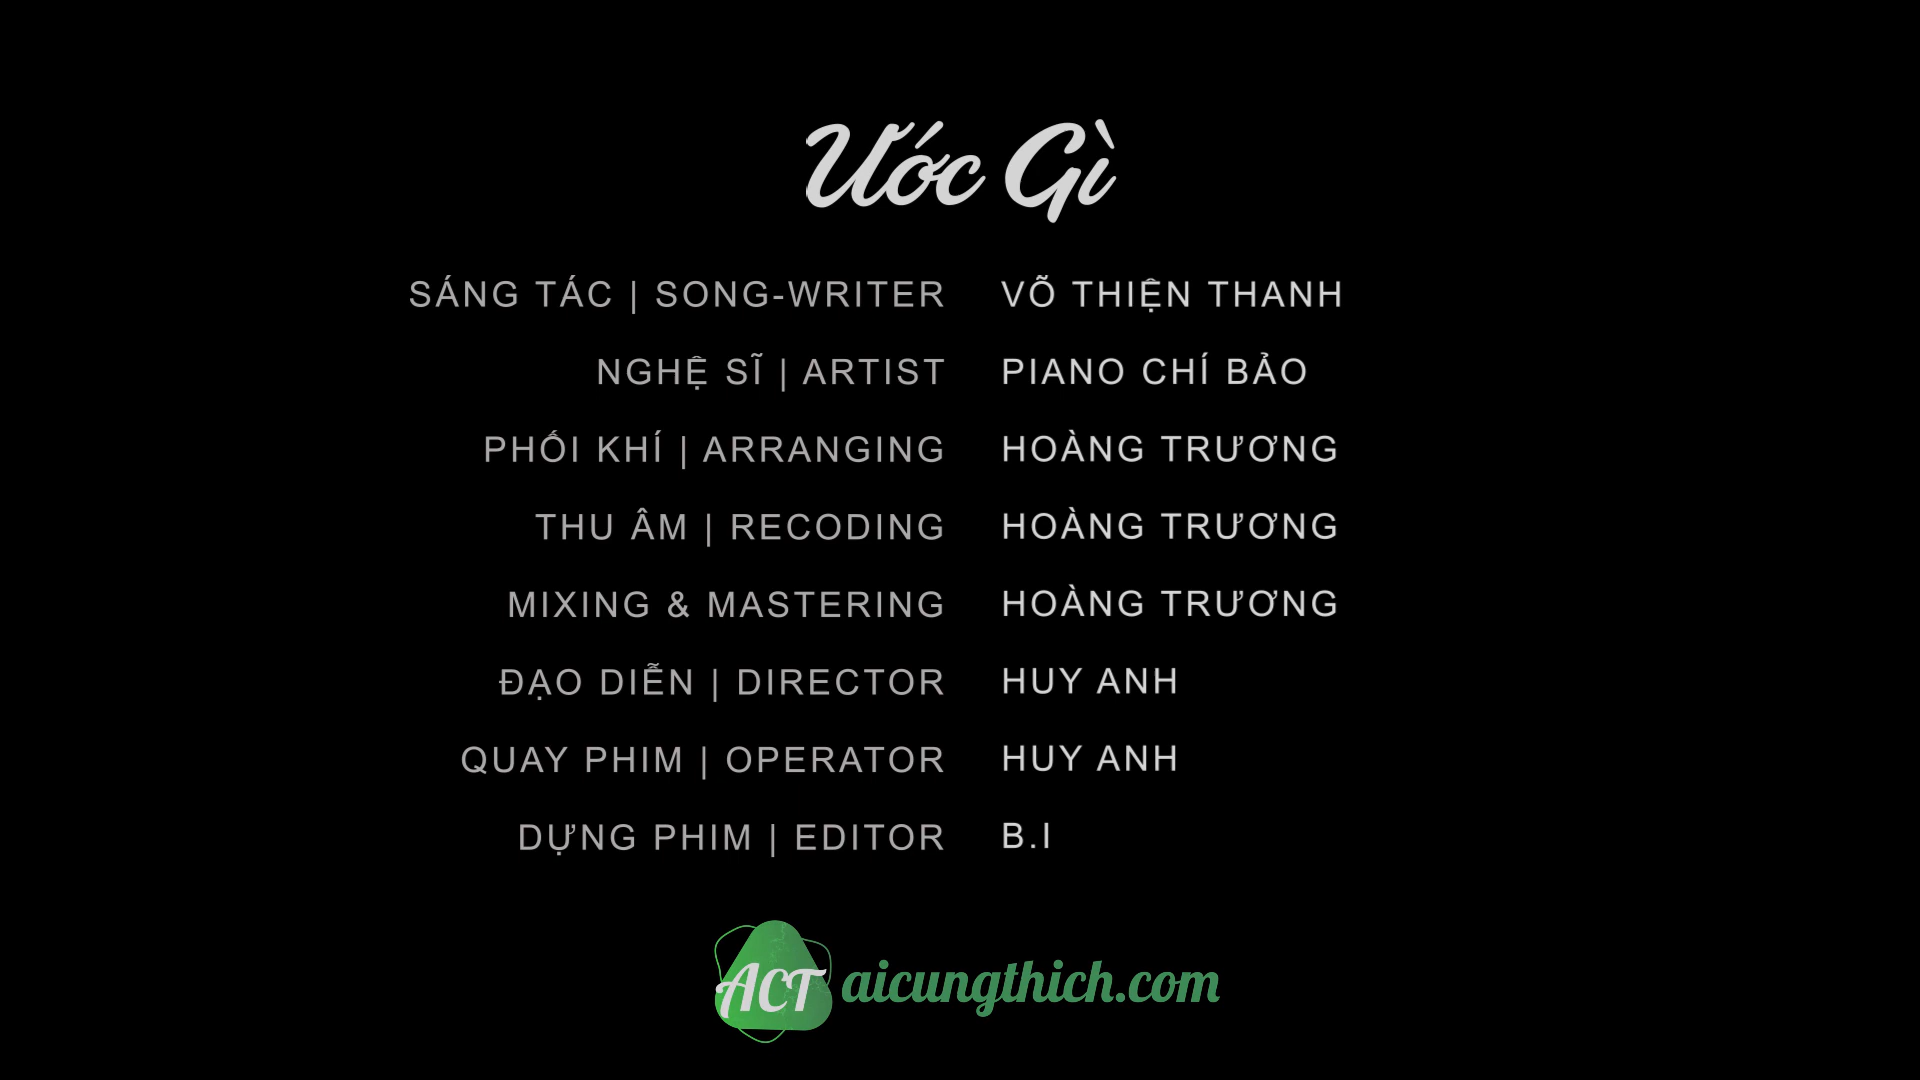 Ước Gì
SÁNG TÁC | SONG-WRITER VÕ THIỆN THANH
NGHỆ SĨ | ARTIST PIANO CHÍ BẢO
PHỐI KHÍ | ARRANGING HOÀNG TRƯƠNG
THU ÂM | RECODING HOÀNG TRƯƠNG
MIXING & MASTERING HOÀNG TRƯƠNG
ĐẠO DIỄN | DIRECTOR HUY ANH
QUAY PHIM | OPERATOR HUY ANH
DỰNG PHIM | EDITOR B.I
ACT aicungthich.com